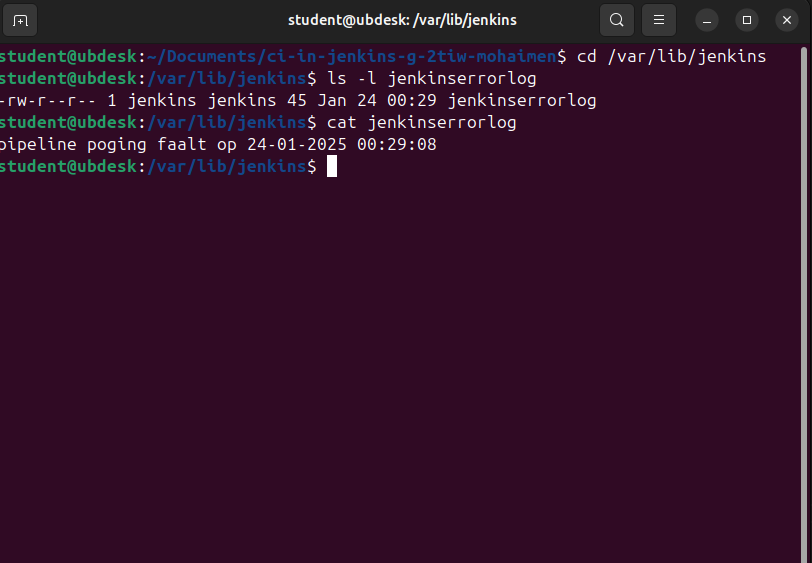 student@ubdesk: /var/lib/jenkins
student@ubdesk:~/Documents/ci-in-jenkins-g-2tiw-mohaimen$ cd /var/lib/jenkins
student@ubdesk:/var/lib/jenkins$ ls -l jenkinserrorlog
-rw-r--r-- 1 jenkins jenkins 45 Jan 24 00:29 jenkinserrorlog
student@ubdesk:/var/lib/jenkins$ cat jenkinserrorlog
pipeline poging faalt op 24-01-2025 00:29:08
student@ubdesk:/var/lib/jenkins$